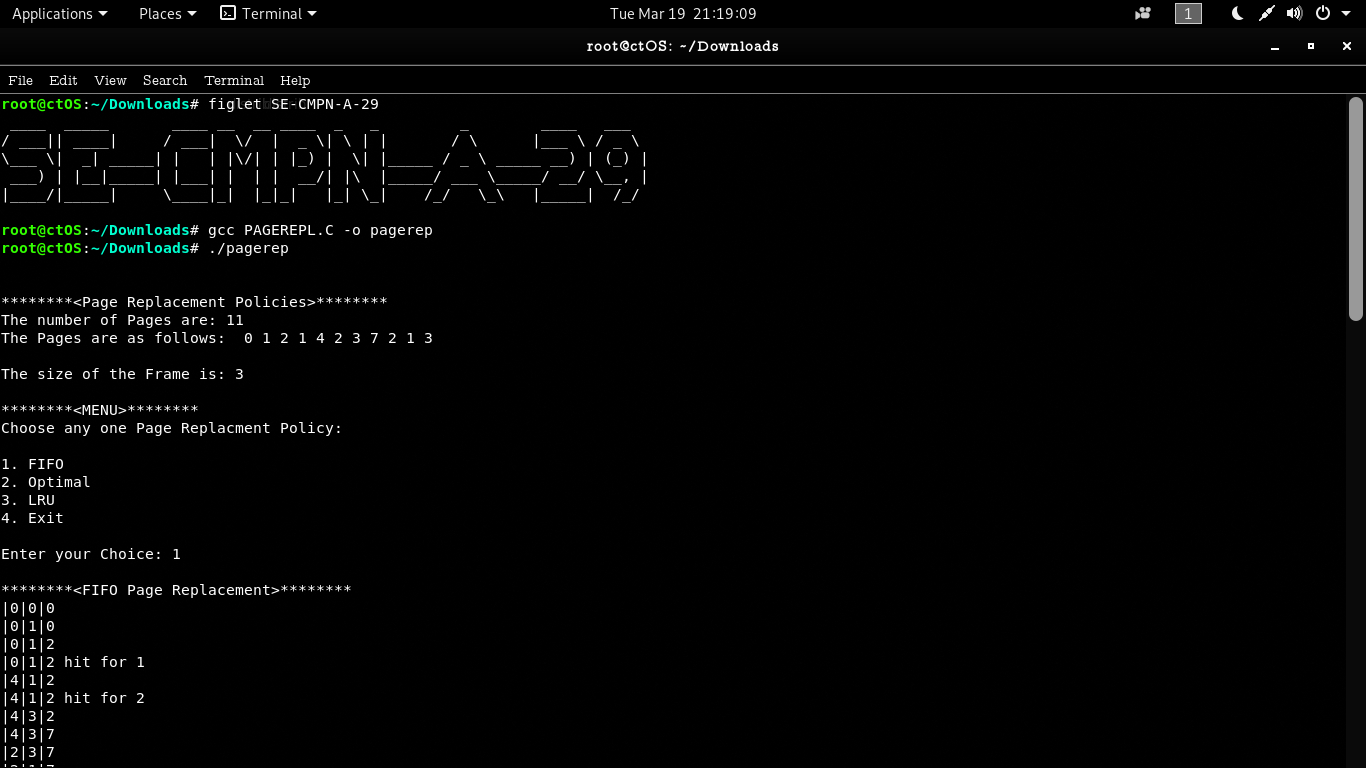 Applications Places Terminal Tue Mar 19 21:19:09 1
root@ctOS: ~/Downloads
File Edit View Search Terminal Help
root@ctOS:~/Downloads# figlet SE-CMPN-A-29
SE-CMPN-A-29
root@ctOS:~/Downloads# gcc PAGEREPL.C -o pagerep
root@ctOS:~/Downloads# ./pagerep
********<Page Replacement Policies>********
The number of Pages are: 11
The Pages are as follows:  0 1 2 1 4 2 3 7 2 1 3
The size of the Frame is: 3
********<MENU>********
Choose any one Page Replacment Policy:
1. FIFO
2. Optimal
3. LRU
4. Exit
Enter your Choice: 1
********<FIFO Page Replacement>********
|0|0|0
|0|1|0
|0|1|2
|0|1|2 hit for 1
|4|1|2
|4|1|2 hit for 2
|4|3|2
|4|3|7
|2|3|7